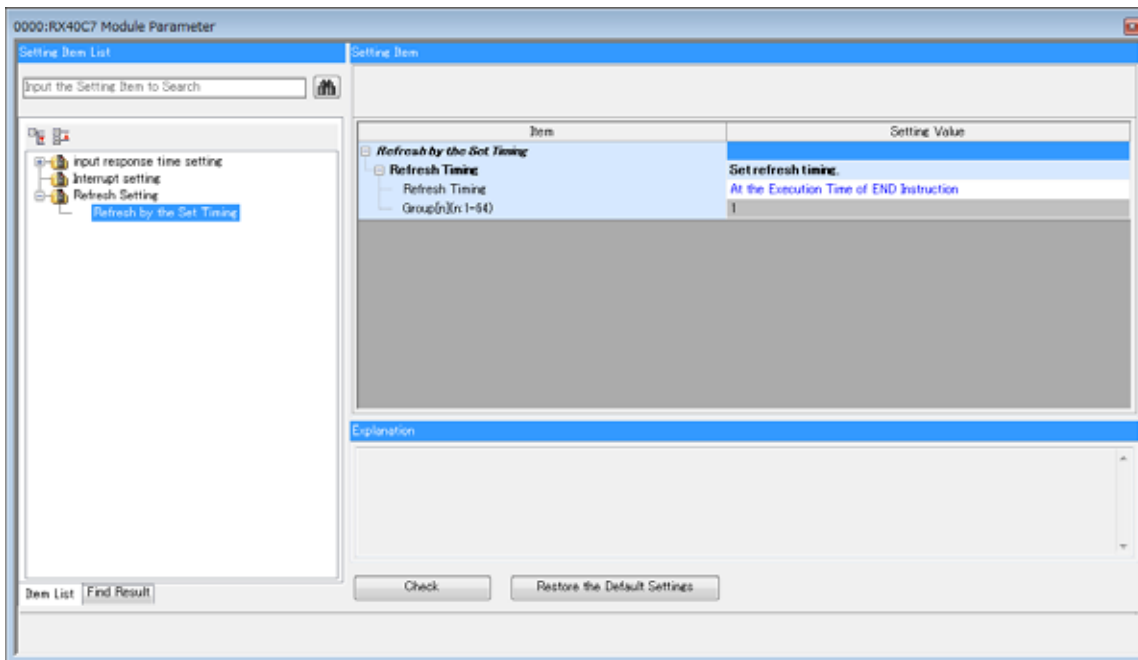 0000:RX40C7 Module Parameter
Setting Item List
Setting Item
Input the Setting Item to Search
Item
Setting Value
input response time setting
Interrupt setting
Refresh Setting
Refresh by the Set Timing
Refresh by the Set Timing
Refresh Timing
Set refresh timing.
Refresh Timing
At the Execution Time of END Instruction
Group[n](n:1-64)
1
Explanation
Check
Restore the Default Settings
Item List
Find Result